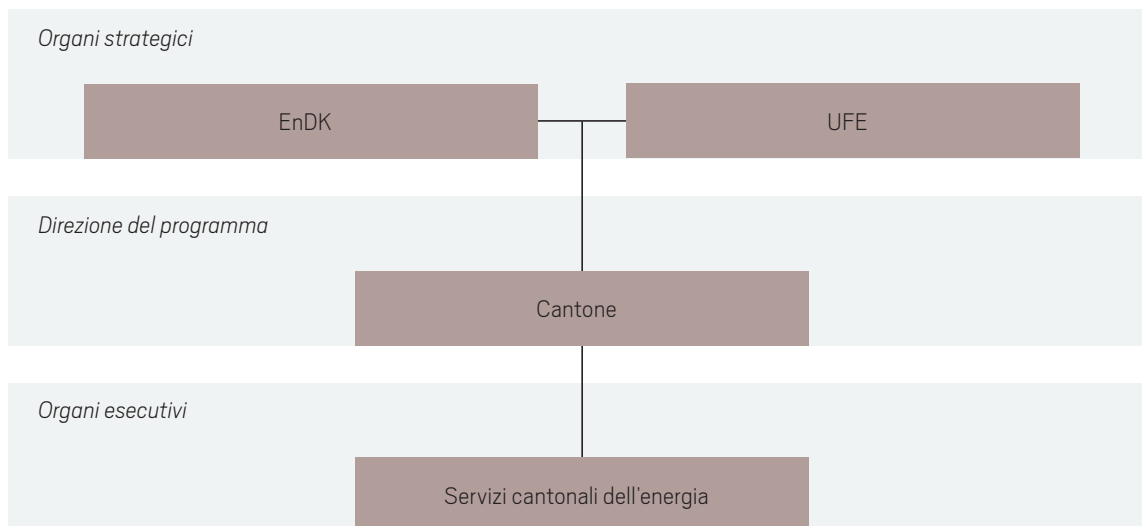 Organi strategici
EnDK
UFE
Direzione del programma
Cantone
Organi esecutivi
Servizi cantonali dell'energia